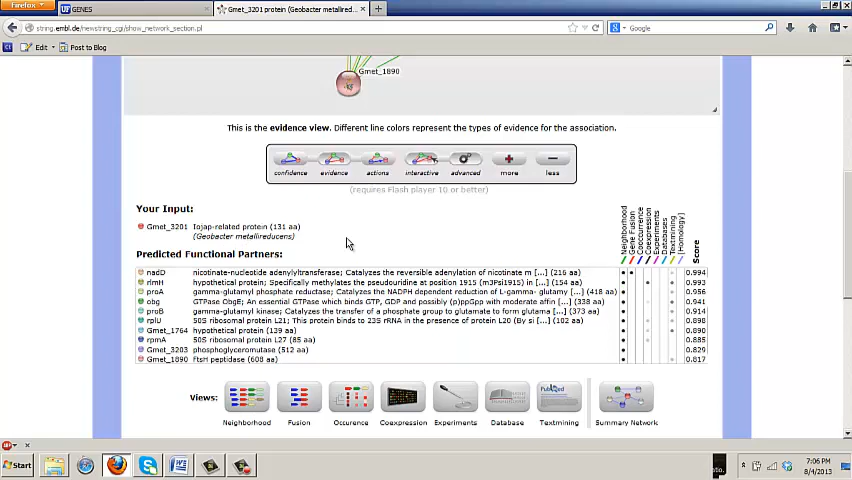 Firefox
GENES
Gmet_3201 protein (Geobacter metallired...
string.embl.de/newstring_cgi/show_network_section.pl
Google
Edit
Post to Blog
Gmet_1890
This is the evidence view. Different line colors represent the types of evidence for the association.
confidence evidence actions interactive advanced more less
(requires Flash player 10 or better)
Your Input:
Gmet_3201 Iojap-related protein (131 aa)
(Geobacter metallireducens)
Neighborhood
Gene Fusion
Cooccurrence
Coexpression
Experiments
Databases
Textmining
[Homology]
Score
Predicted Functional Partners:
nadD nicotinate-nucleotide adenylyltransferase; Catalyzes the reversible adenylation of nicotinate m [...] (216 aa) 0.994
rlmH hypothetical protein; Specifically methylates the pseudouridine at position 1915 (m3Psi1915) in [...] (154 aa) 0.993
proA gamma-glutamyl phosphate reductase; Catalyzes the NADPH dependent reduction of L-gamma- glutamy [...] (418 aa) 0.956
obg GTPase ObgE; An essential GTPase which binds GTP, GDP and possibly (p)ppGpp with moderate affin [...] (338 aa) 0.941
proB gamma-glutamyl kinase; Catalyzes the transfer of a phosphate group to glutamate to form glutam [...] (373 aa) 0.914
rplU 50S ribosomal protein L21; This protein binds to 23S rRNA in the presence of protein L20 (By si [...] (102 aa) 0.898
Gmet_1764 hypothetical protein (139 aa) 0.890
rpmA 50S ribosomal protein L27 (85 aa) 0.885
Gmet_3203 phosphoglyceromutase (512 aa) 0.829
Gmet_1890 FtsH peptidase (608 aa) 0.817
Views:
PubMed
Neighborhood Fusion Occurence Coexpression Experiments Database Textmining Summary Network
Start
7:06 PM
8/4/2013